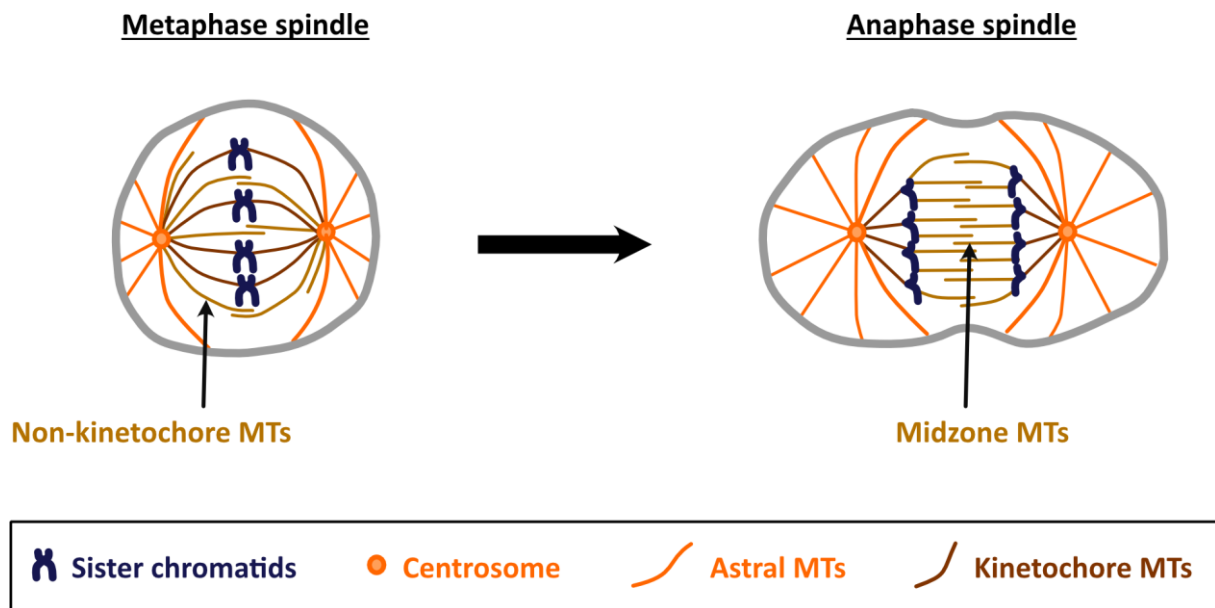 Metaphase spindle
Anaphase spindle
Non-kinetochore MTs
Midzone MTs
Sister chromatids
Centrosome
Astral MTs
Kinetochore MTs